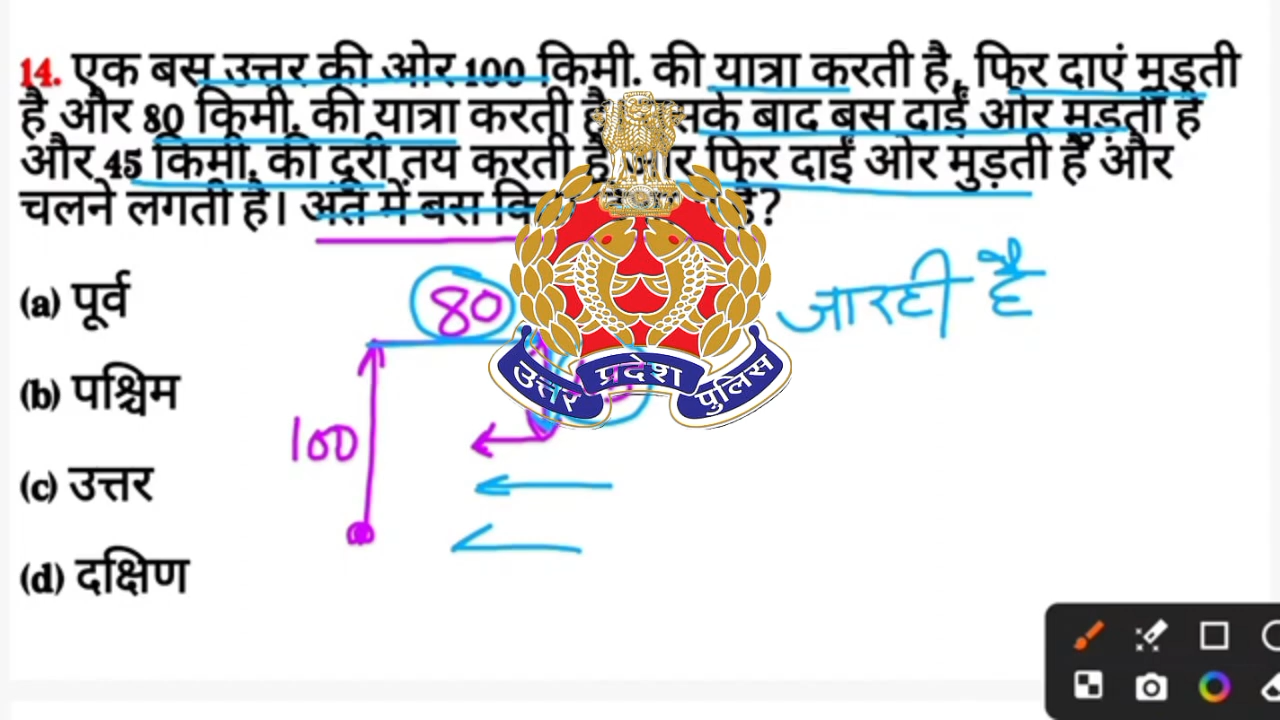 14. एक बस उत्तर की ओर 100 किमी. की यात्रा करती है, फिर दाएं मुड़ती
है और 80 किमी. की यात्रा करती है के बाद बस दाईं ओर मुड़ती है
और 45 किमी. की दूरी तय करती है फिर दाईं ओर मुड़ती है और
चलने लगती है। अंत में बस है?
(a) पूर्व
(b) पश्चिम
(c) उत्तर
(d) दक्षिण
80
100
जा रही है
उत्तर प्रदेश पुलिस